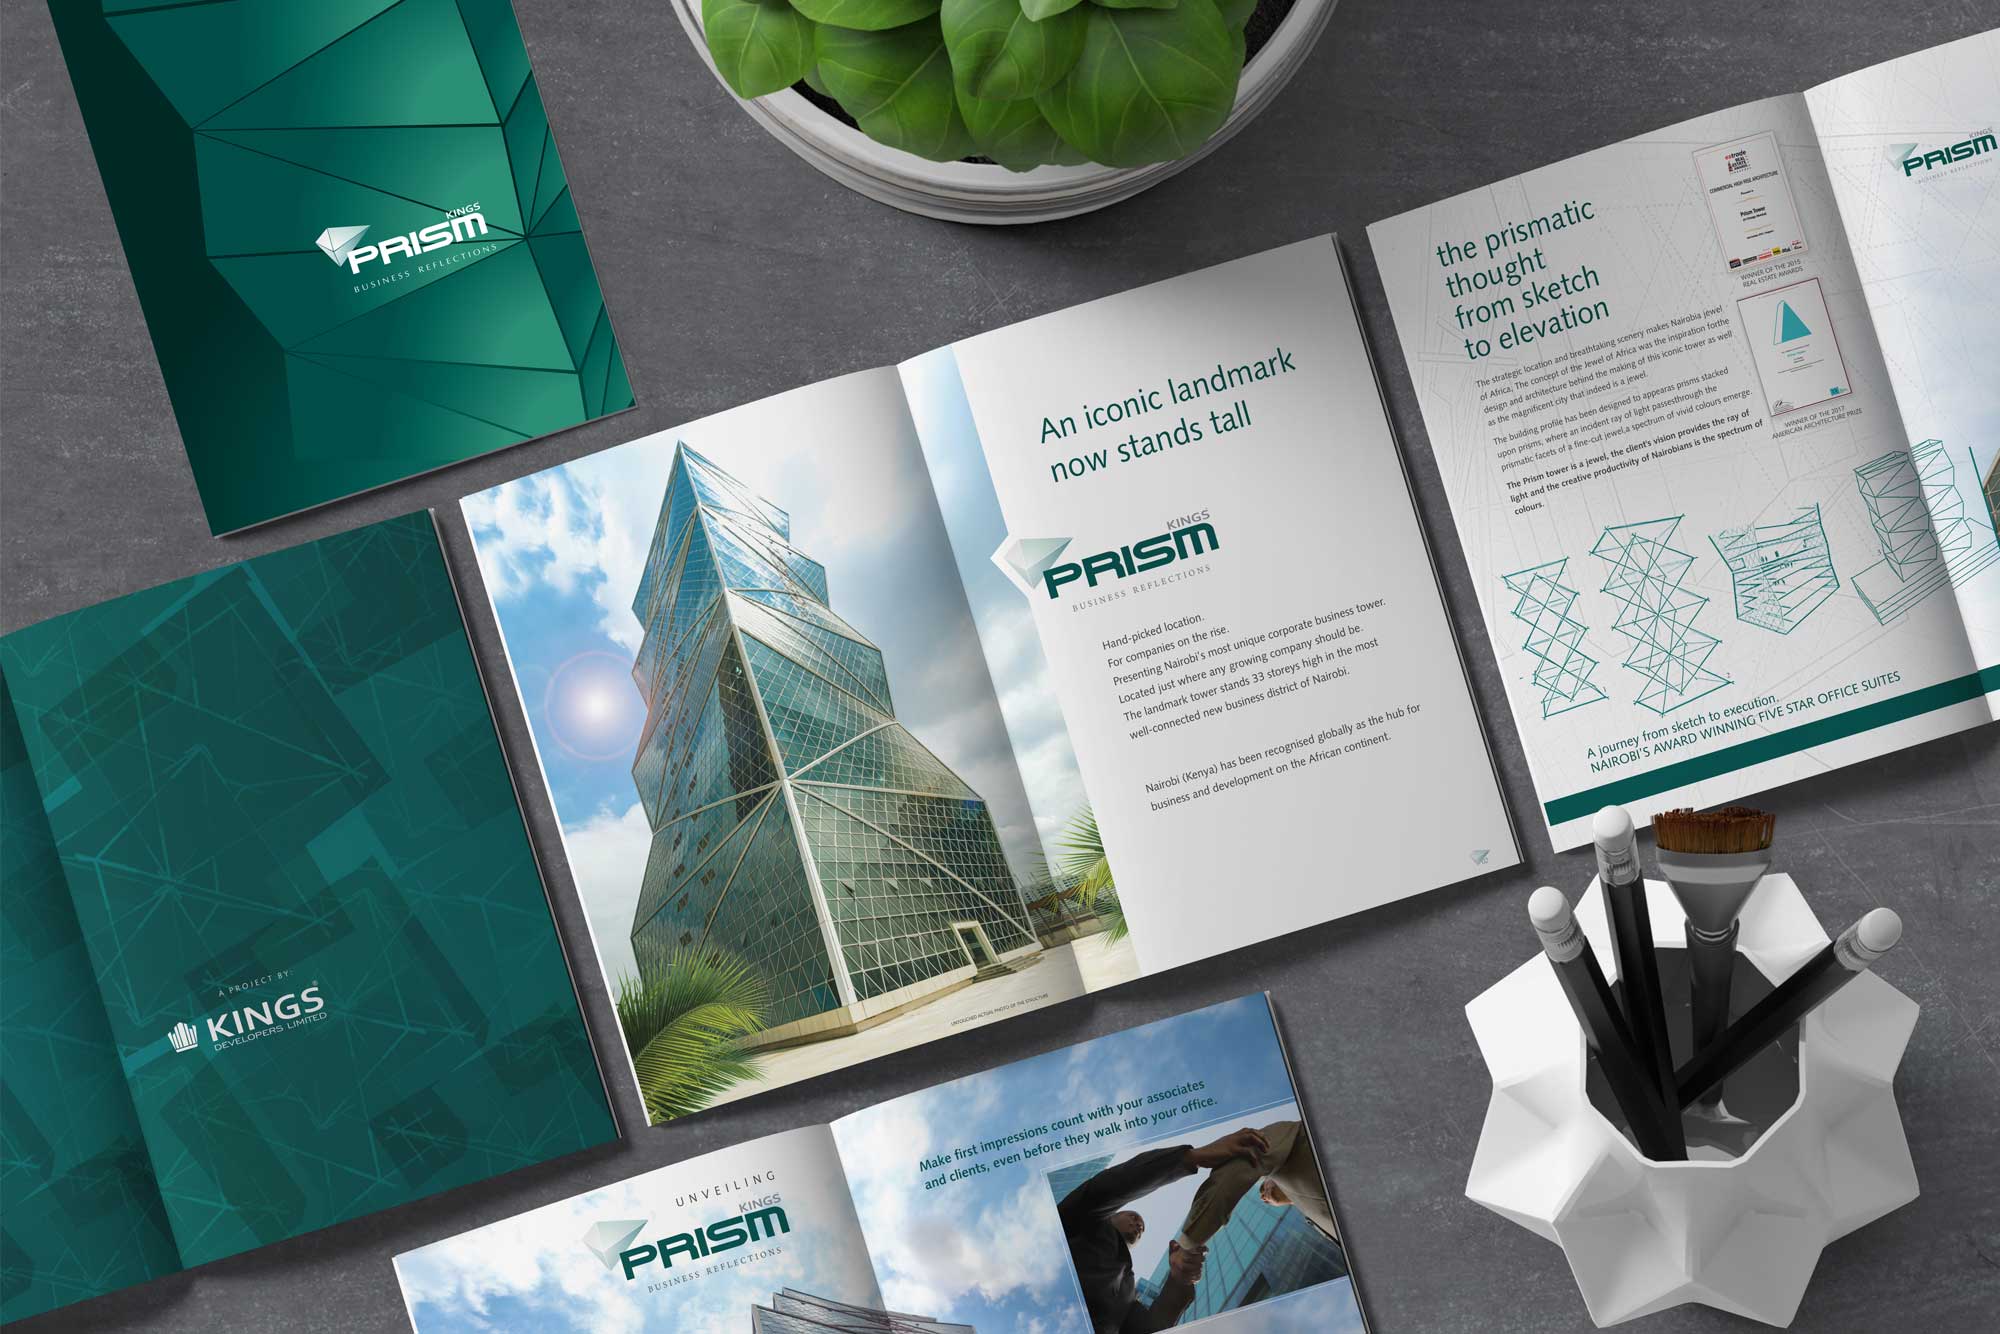 KINGS
PRISM
BUSINESS REFLECTIONS
A PROJECT BY:
KINGS®
DEVELOPERS LIMITED
UNTOUCHED ACTUAL PHOTO OF THE STRUCTURE
An iconic landmark
now stands tall
KINGS
PRISM
BUSINESS REFLECTIONS
Hand-picked location.
For companies on the rise.
Presenting Nairobi's most unique corporate business tower.
Located just where any growing company should be.
The landmark tower stands 33 storeys high in the most
well-connected new business district of Nairobi.
Nairobi (Kenya) has been recognised globally as the hub for
business and development on the African continent.
the prismatic
thought
from sketch
to elevation
The strategic location and breathtaking scenery makes Nairobia jewel
of Africa. The concept of the Jewel of Africa was the inspiration forthe
design and architecture behind the making of this iconic tower as well
as the magnificent city that indeed is a jewel.
The building profile has been designed to appearas prisms stacked
upon prisms, where an incident ray of light passesthrough the
prismatic facets of a fine-cut jewel,a spectrum of vivid colours emerge.
The Prism tower is a jewel, the client's vision provides the ray of
light and the creative productivity of Nairobians is the spectrum of
colours.
REAL
ESTATE
COMMERCIAL HIGH-RISE ARCHITECTURE
Prism Tower
WINNER OF THE 2015
REAL ESTATE AWARDS
WINNER OF THE 2017
AMERICAN ARCHITECTURE PRIZE
A journey from sketch to execution,
NAIROBI'S AWARD WINNING FIVE STAR OFFICE SUITES
KINGS
PRISM
BUSINESS REFLECTIONS
UNVEILING
KINGS
PRISM
BUSINESS REFLECTIONS
Make first impressions count with your associates
and clients, even before they walk into your office.